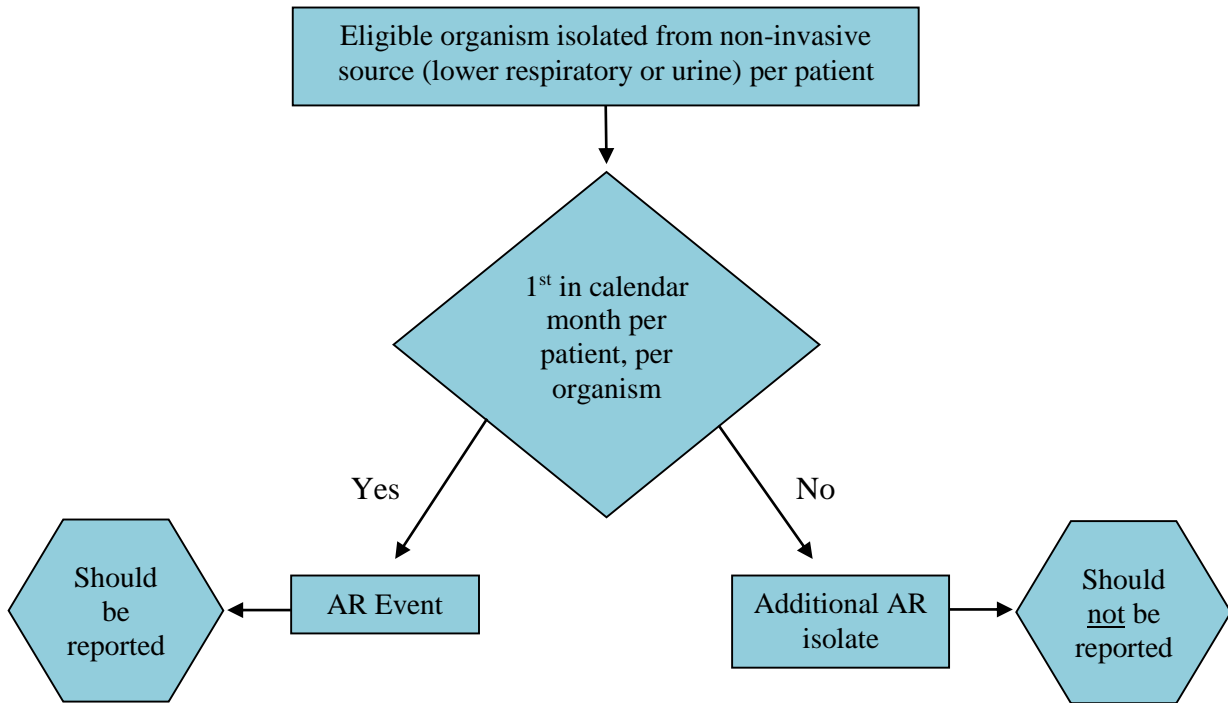 Eligible organism isolated from non-invasive
source (lower respiratory or urine) per patient
1st in calendar
month per
patient, per
organism
Yes
No
Should
be
reported
AR Event
Additional AR
isolate
Should
not be
reported